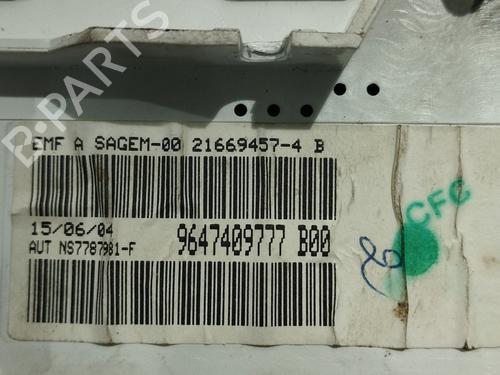 EMF A SAGEM-00 21669457-4 B
15/06/04
9647409777 B00
AUT NS7787981-F
CFC
B-PARTS